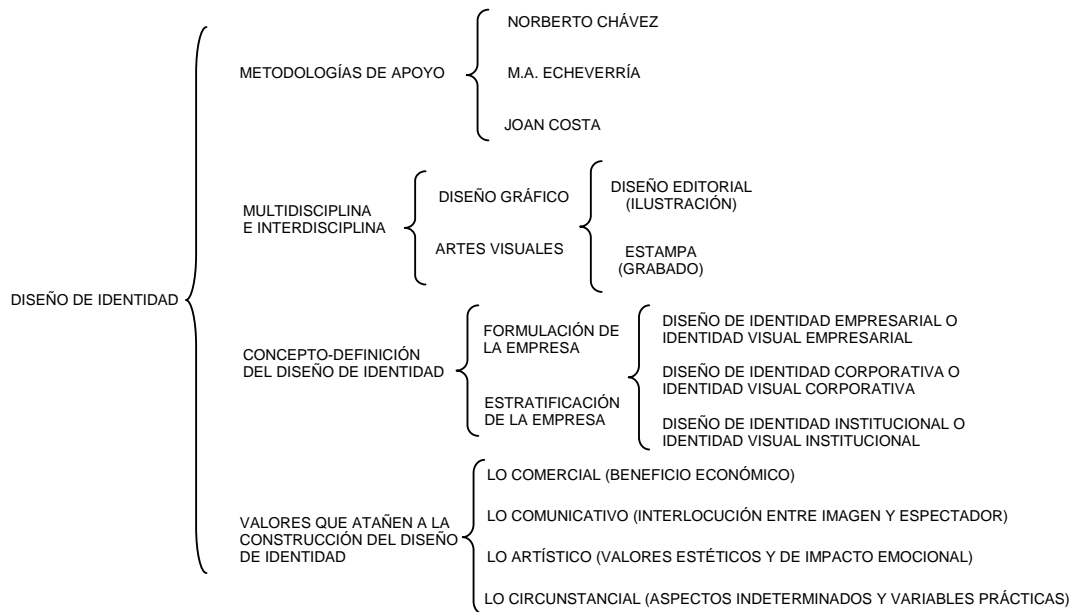 DISEÑO DE IDENTIDAD
METODOLOGÍAS DE APOYO
NORBERTO CHÁVEZ
M.A. ECHEVERRÍA
JOAN COSTA
MULTIDISCIPLINA
E INTERDISCIPLINA
DISEÑO GRÁFICO
ARTES VISUALES
DISEÑO EDITORIAL
(ILUSTRACIÓN)
ESTAMPA
(GRABADO)
CONCEPTO-DEFINICIÓN
DEL DISEÑO DE IDENTIDAD
FORMULACIÓN DE
LA EMPRESA
ESTRATIFICACIÓN
DE LA EMPRESA
DISEÑO DE IDENTIDAD EMPRESARIAL O
IDENTIDAD VISUAL EMPRESARIAL
DISEÑO DE IDENTIDAD CORPORATIVA O
IDENTIDAD VISUAL CORPORATIVA
DISEÑO DE IDENTIDAD INSTITUCIONAL O
IDENTIDAD VISUAL INSTITUCIONAL
VALORES QUE ATAÑEN A LA
CONSTRUCCIÓN DEL DISEÑO
DE IDENTIDAD
LO COMERCIAL (BENEFICIO ECONÓMICO)
LO COMUNICATIVO (INTERLOCUCIÓN ENTRE IMAGEN Y ESPECTADOR)
LO ARTÍSTICO (VALORES ESTÉTICOS Y DE IMPACTO EMOCIONAL)
LO CIRCUNSTANCIAL (ASPECTOS INDETERMINADOS Y VARIABLES PRÁCTICAS)